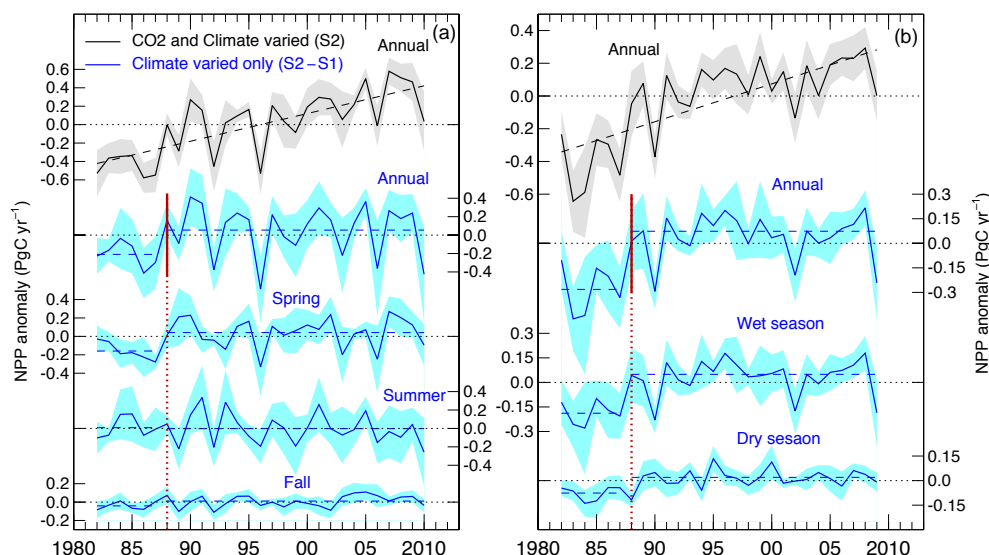 CO2 and Climate varied (S2)
Climate varied only (S2 − S1)
(a)
Annual
0.6
0.4
0.2
0.0
-0.2
-0.4
-0.6
Annual
0.4
0.2
0.0
-0.2
-0.4
Spring
0.4
0.2
0.0
-0.2
-0.4
Summer
0.4
0.2
0.0
-0.2
-0.4
Fall
0.2
0.0
-0.2
NPP anomaly (PgC yr−1)
1980 85 90 95 00 05 2010
(b)
Annual
0.4
0.2
0.0
-0.2
-0.4
-0.6
Annual
0.3
0.15
0.0
-0.15
-0.3
Wet season
0.3
0.15
0.0
-0.15
-0.3
Dry sesaon
0.15
0.0
-0.15
NPP anomaly (PgC yr−1)
1980 85 90 95 00 05 2010